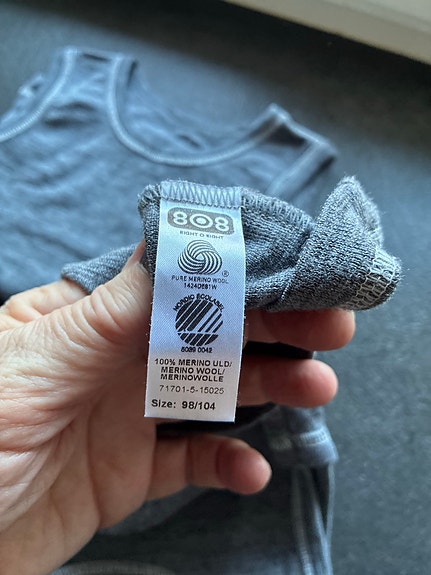 808
EIGHT O EIGHT
®
PURE MERINO WOOL
1424D681W
NORDIC ECOLABEL
5089 0042
100% MERINO ULD/
MERINO WOOL/
MERINOWOLLE
71701-5-15025
Size: 98/104